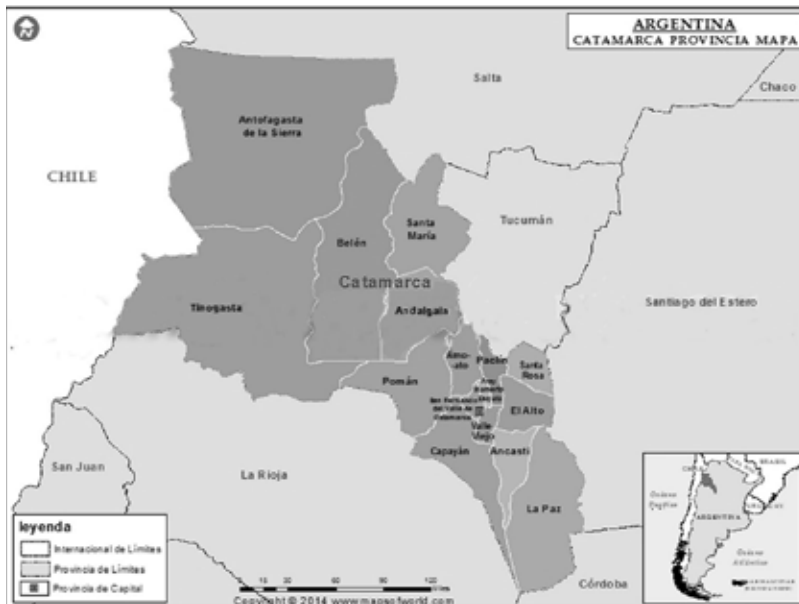 ARGENTINA
CATAMARCA PROVINCIA MAPA
Salta
Chaco
Antofagasta
de la Sierra
CHILE
Tucumán
Santa
María
Belén
Catamarca
Tinogasta
Andalgala
Santiago del Estero
Paclín
Santa
Rosa
Pomán
El Alto
Valle
Viejo
Capayán
Ancasti
San Juan
La Rioja
La Paz
Córdoba
leyenda
Internacional de Límites
Provincia de Límites
Provincia de Capital
Copyright © 2014 www.mapsofworld.com
CHILE
ARGENTINA